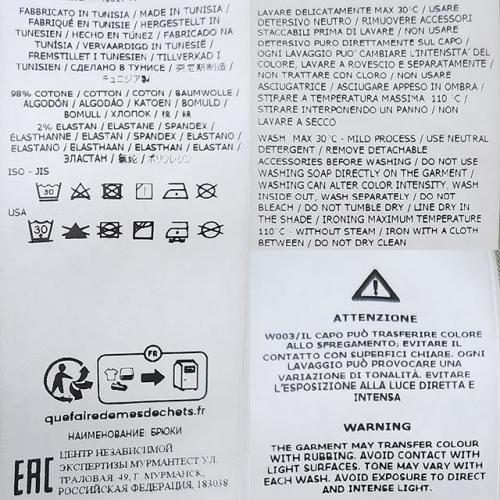 FABBRICATO IN TUNISIA / MADE IN TUNISIA /
FABRIQUÉ EN TUNISIE / HERGESTELLT IN
TUNESIEN / HECHO EN TÚNEZ / FABRICADO NA
TUNÍSIA / VERVAARDIGD IN TUNESIË /
FREMSTILLET I TUNESIEN / TILLVERKAD I
TUNISIEN / СДЕЛАНО В ТУНИСЕ / 突尼斯制造 /
チュニジア製
98% COTONE / COTTON / COTON / BAUMWOLLE /
ALGODÓN / ALGODÃO / KATOEN / BOMULD /
BOMULL / ХЛОПОК / 棉 / 綿
2% ELASTAN / ELASTANE / SPANDEX /
ÉLASTHANNE / ELASTAN / SPANDEX / ELASTANO /
ELASTAN / ELASTHAAN / ELASTHAN / ELASTAN /
ЭЛАСТАН / 氨纶 / ポリウレタン
ISO - JIS
30
USA
30
FR
quefairedemesdechets.fr
НАИМЕНОВАНИЕ БРЮКИ
EAC
ЦЕНТР НЕЗАВИСИМОЙ
ЭКСПЕРТИЗЫ МУРМАНТЕСТ УЛ.
ТРАЛОВАЯ. 49, Г. МУРМАНСК,
РОССИЙСКАЯ ФЕДЕРАЦИЯ, 183038
LAVARE DELICATAMENTE MAX 30°C / USARE
DETERSIVO NEUTRO / RIMUOVERE ACCESSORI
STACCABILI PRIMA DI LAVARE / NON USARE
DETERSIVO PURO DIRETTAMENTE SUL CAPO /
OGNI LAVAGGIO PUO' CAMBIARE L'INTENSITA' DEL
COLORE, LAVARE A ROVESCIO E SEPARATAMENTE /
NON TRATTARE CON CLORO / NON USARE
ASCIUGATRICE / ASCIUGARE APPESO IN OMBRA /
STIRARE A TEMPERATURA MASSIMA 110 °C /
STIRARE INTERPONENDO UN PANNO / NON
LAVARE A SECCO
WASH MAX 30°C - MILD PROCESS / USE NEUTRAL
DETERGENT / REMOVE DETACHABLE
ACCESSORIES BEFORE WASHING / DO NOT USE
WASHING SOAP DIRECTLY ON THE GARMENT /
WASHING CAN ALTER COLOR INTENSITY, WASH
INSIDE OUT, WASH SEPARATELY / DO NOT
BLEACH / DO NOT TUMBLE DRY / LINE DRY IN
THE SHADE / IRONING MAXIMUM TEMPERATURE
110°C - WITHOUT STEAM / IRON WITH A CLOTH
BETWEEN / DO NOT DRY CLEAN
ATTENZIONE
W003/IL CAPO PUÒ TRASFERIRE COLORE
ALLO SFREGAMENTO; EVITARE IL
CONTATTO CON SUPERFICI CHIARE. OGNI
LAVAGGIO PUÒ PROVOCARE UNA
VARIAZIONE DI TONALITÀ. EVITARE
L'ESPOSIZIONE ALLA LUCE DIRETTA E
INTENSA
WARNING
THE GARMENT MAY TRANSFER COLOUR
WITH RUBBING. AVOID CONTACT WITH
LIGHT SURFACES. TONE MAY VARY WITH
EACH WASH. AVOID EXPOSURE TO DIRECT
AND INTENSE LIGHT.